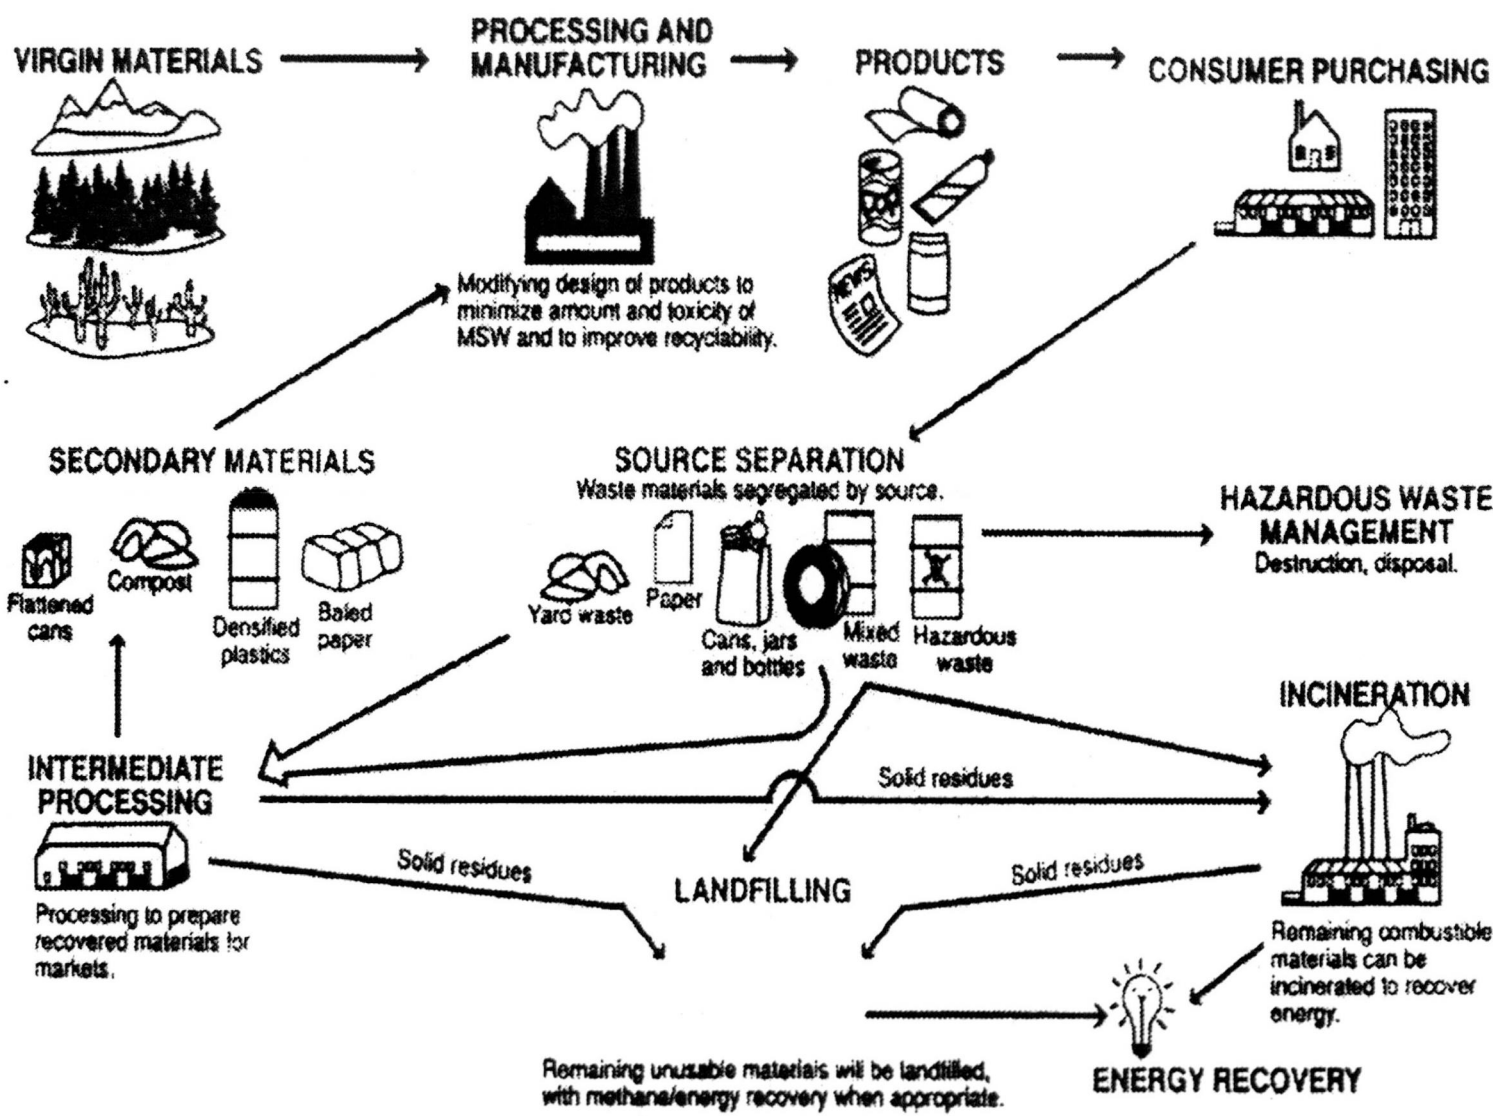 VIRGIN MATERIALS
PROCESSING AND
MANUFACTURING
PRODUCTS
CONSUMER PURCHASING
NEWS
Modifying design of products to
minimize amount and toxicity of
MSW and to improve recyclability.
SECONDARY MATERIALS
Flattened
cans
Compost
Densified
plastics
Baled
paper
SOURCE SEPARATION
Waste materials segregated by source.
Yard waste
Paper
Cans, jars
and bottles
Mixed
waste
Hazardous
waste
HAZARDOUS WASTE
MANAGEMENT
Destruction, disposal.
INTERMEDIATE
PROCESSING
Processing to prepare
recovered materials for
markets.
Solid residues
Solid residues
Solid residues
LANDFILLING
INCINERATION
Remaining combustible
materials can be
incinerated to recover
energy.
Remaining unusable materials will be landfilled,
with methane/energy recovery when appropriate.
ENERGY RECOVERY